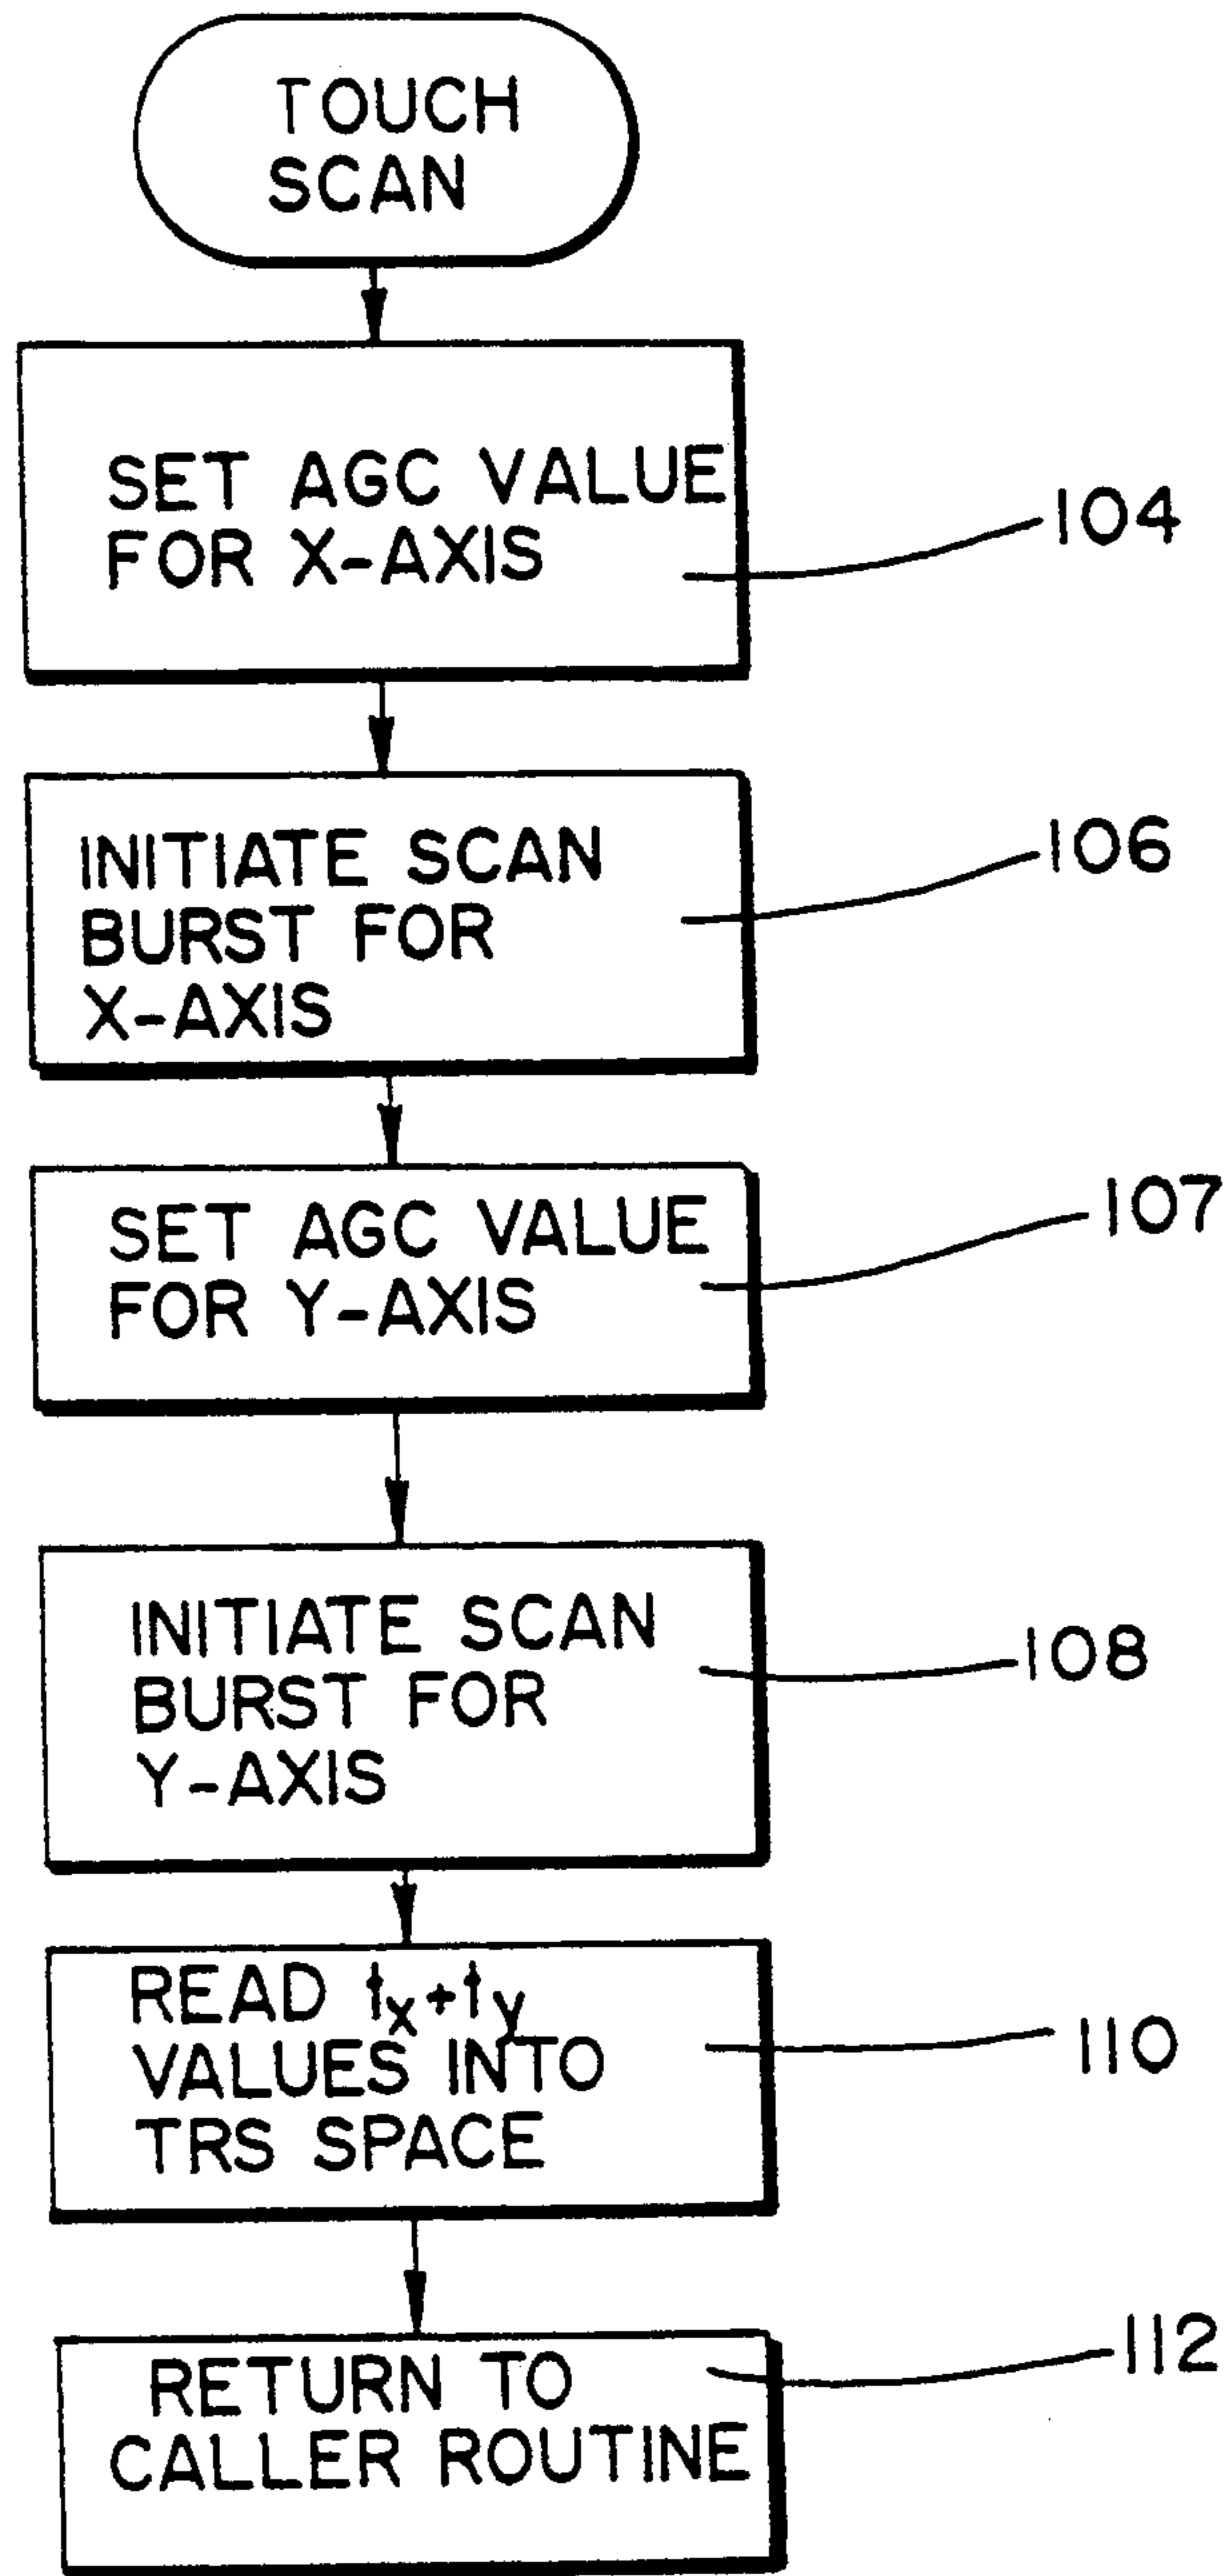 TOUCH
SCAN
SET AGC VALUE
FOR X-AXIS
104
INITIATE SCAN
BURST FOR
X-AXIS
106
SET AGC VALUE
FOR Y-AXIS
107
INITIATE SCAN
BURST FOR
Y-AXIS
108
READ tx+ty
VALUES INTO
TRS SPACE
110
RETURN TO
CALLER ROUTINE
112